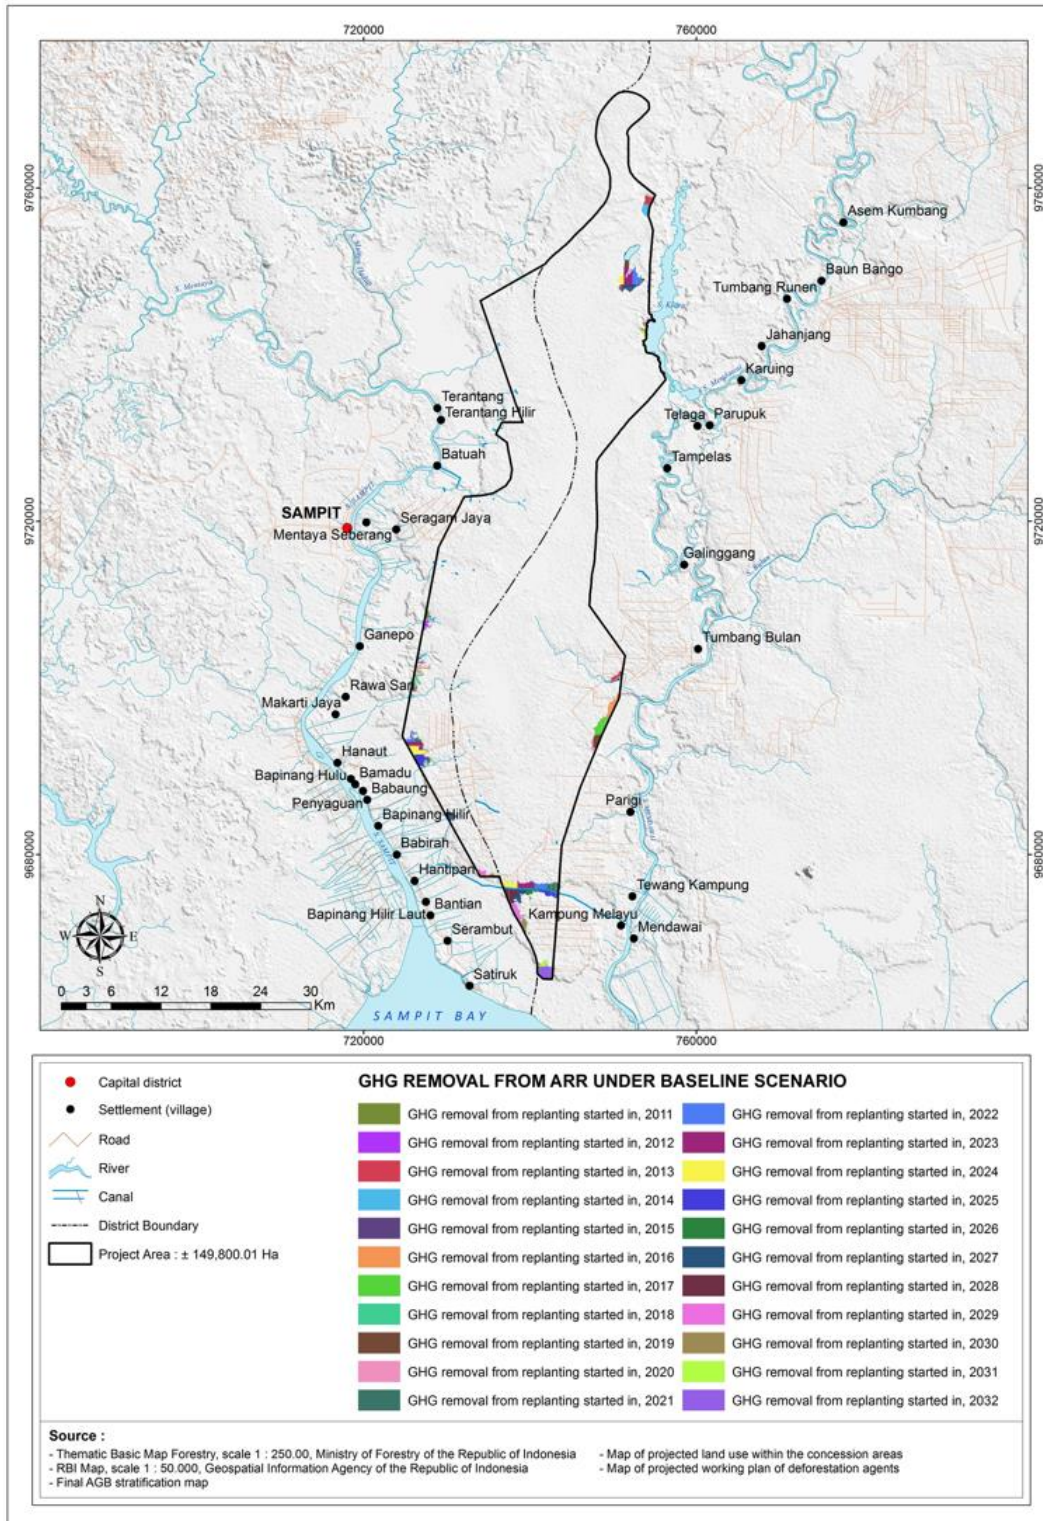 720000
760000
9760000
9760000
Asem Kumbang
Baun Bango
Tumbang Runen
S. Mentaya
Jahanjang
Karuing
Terantang
Terantang Hilir
Telaga
Parupuk
Batuah
Tampelas
SAMPIT
Seragam Jaya
Mentaya Seberang
9720000
9720000
Galinggang
Ganepo
Tumbang Bulan
Rawa Sari
Makarti Jaya
Hanaut
Bapinang Hulu
Bamadu
Babaung
Penyaguan
Parigi
Bapinang Hilir
S. SAMPIT
Babirah
9680000
9680000
Hantipan
Tewang Kampung
Bantian
Bapinang Hilir Laut
Kampung Melayu
Mendawai
Serambut
N
W E
S
Satiruk
0 3 6 12 18 24 30
Km
SAMPIT BAY
720000
760000
Capital district
Settlement (village)
Road
River
Canal
District Boundary
Project Area : ± 149,800.01 Ha
GHG REMOVAL FROM ARR UNDER BASELINE SCENARIO
GHG removal from replanting started in, 2011
GHG removal from replanting started in, 2012
GHG removal from replanting started in, 2013
GHG removal from replanting started in, 2014
GHG removal from replanting started in, 2015
GHG removal from replanting started in, 2016
GHG removal from replanting started in, 2017
GHG removal from replanting started in, 2018
GHG removal from replanting started in, 2019
GHG removal from replanting started in, 2020
GHG removal from replanting started in, 2021
GHG removal from replanting started in, 2022
GHG removal from replanting started in, 2023
GHG removal from replanting started in, 2024
GHG removal from replanting started in, 2025
GHG removal from replanting started in, 2026
GHG removal from replanting started in, 2027
GHG removal from replanting started in, 2028
GHG removal from replanting started in, 2029
GHG removal from replanting started in, 2030
GHG removal from replanting started in, 2031
GHG removal from replanting started in, 2032
Source :
- Thematic Basic Map Forestry, scale 1 : 250.00, Ministry of Forestry of the Republic of Indonesia
- RBI Map, scale 1 : 50.000, Geospatial Information Agency of the Republic of Indonesia
- Final AGB stratification map
- Map of projected land use within the concession areas
- Map of projected working plan of deforestation agents